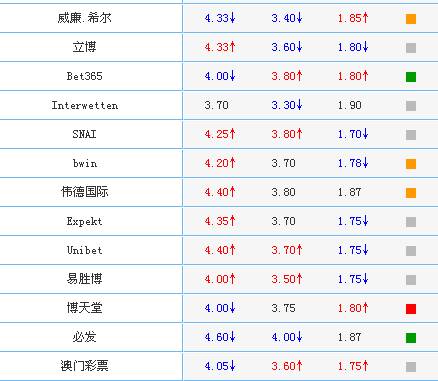 威廉.希尔 4.33↓ 3.40↓ 1.85↑
立博 4.33↑ 3.60↓ 1.80↓
Bet365 4.00↓ 3.80↑ 1.80↑
Interwetten 3.70 3.30↓ 1.90
SNAI 4.25↑ 3.80↑ 1.70↓
bwin 4.20↑ 3.70 1.78↓
伟德国际 4.40↑ 3.80 1.87
Expekt 4.35↑ 3.70 1.75↓
Unibet 4.40↑ 3.70↑ 1.75↓
易胜博 4.00↑ 3.50↑ 1.75↓
博天堂 4.00↓ 3.75 1.80↑
必发 4.60↓ 4.00↓ 1.87
澳门彩票 4.05↓ 3.60↑ 1.75↑